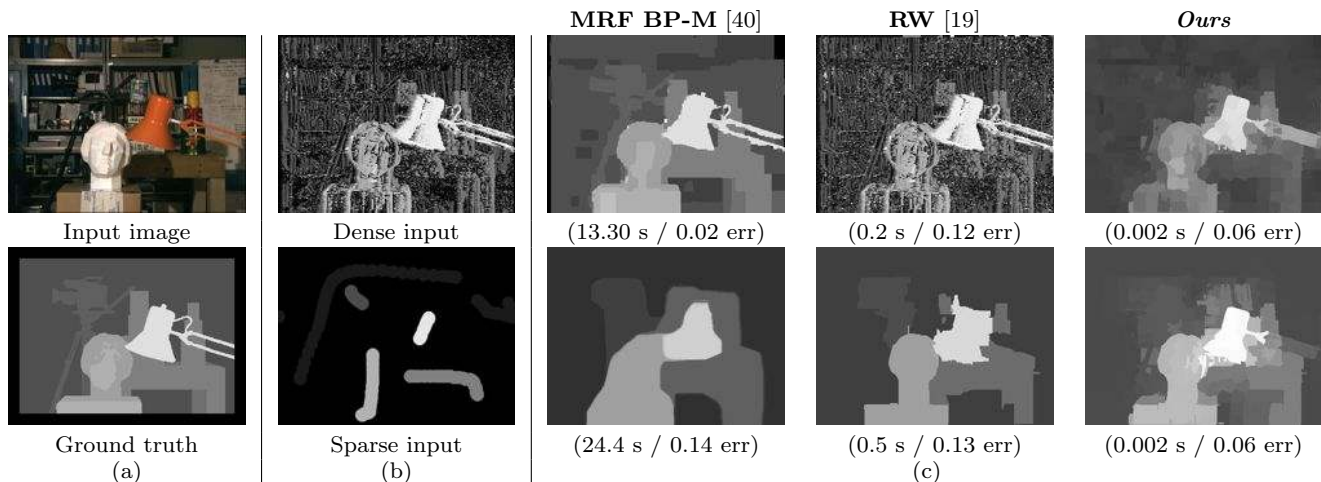 MRF BP-M [40] RW [19] Ours
Input image Dense input (13.30 s / 0.02 err) (0.2 s / 0.12 err) (0.002 s / 0.06 err)
Ground truth Sparse input (24.4 s / 0.14 err) (0.5 s / 0.13 err) (0.002 s / 0.06 err)
(a) (b) (c)